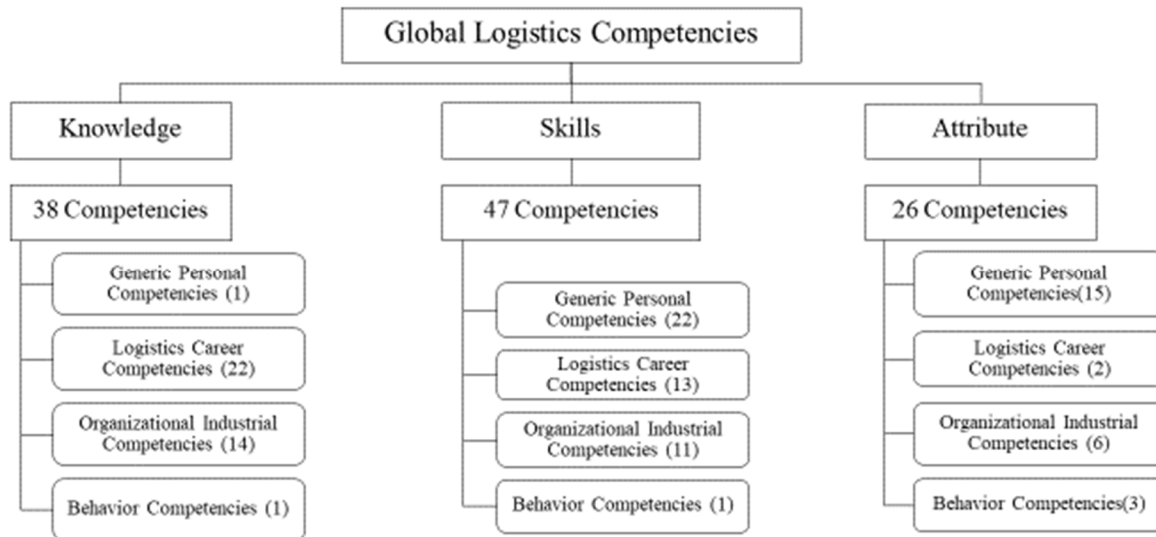 Global Logistics Competencies
Knowledge
38 Competencies
Generic Personal
Competencies (1)
Logistics Career
Competencies (22)
Organizational Industrial
Competencies (14)
Behavior Competencies (1)
Skills
47 Competencies
Generic Personal
Competencies (22)
Logistics Career
Competencies (13)
Organizational Industrial
Competencies (11)
Behavior Competencies (1)
Attribute
26 Competencies
Generic Personal
Competencies(15)
Logistics Career
Competencies (2)
Organizational Industrial
Competencies (6)
Behavior Competencies(3)